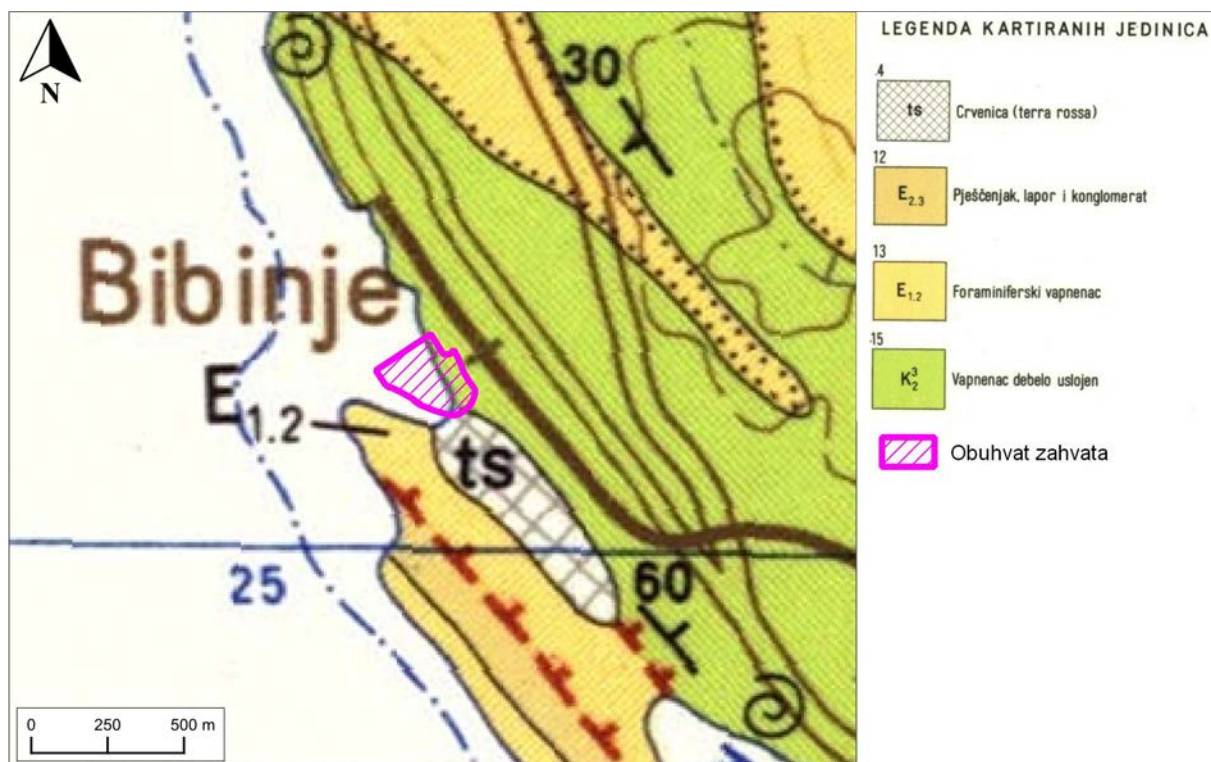 N
30
Bibinje
E1.2
ts
25
60
0 250 500 m
LEGENDA KARTIRANIH JEDINICA
4
ts Crvenica (terra rossa)
12
E2.3 Pješčenjak, lapor i konglomerat
13
E1.2 Foraminiferski vapnenac
15
K32 Vapnenac debelo uslojen
Obuhvat zahvata